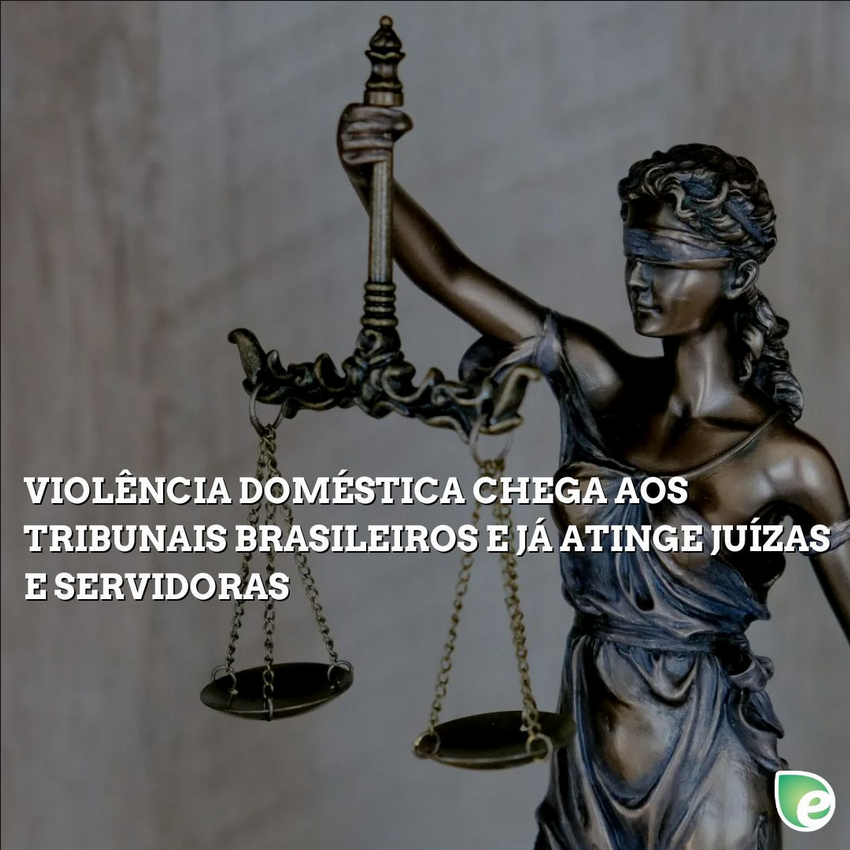 VIOLÊNCIA DOMÉSTICA CHEGA AOS
TRIBUNAIS BRASILEIROS E JÁ ATINGE JUÍZAS
E SERVIDORAS
e